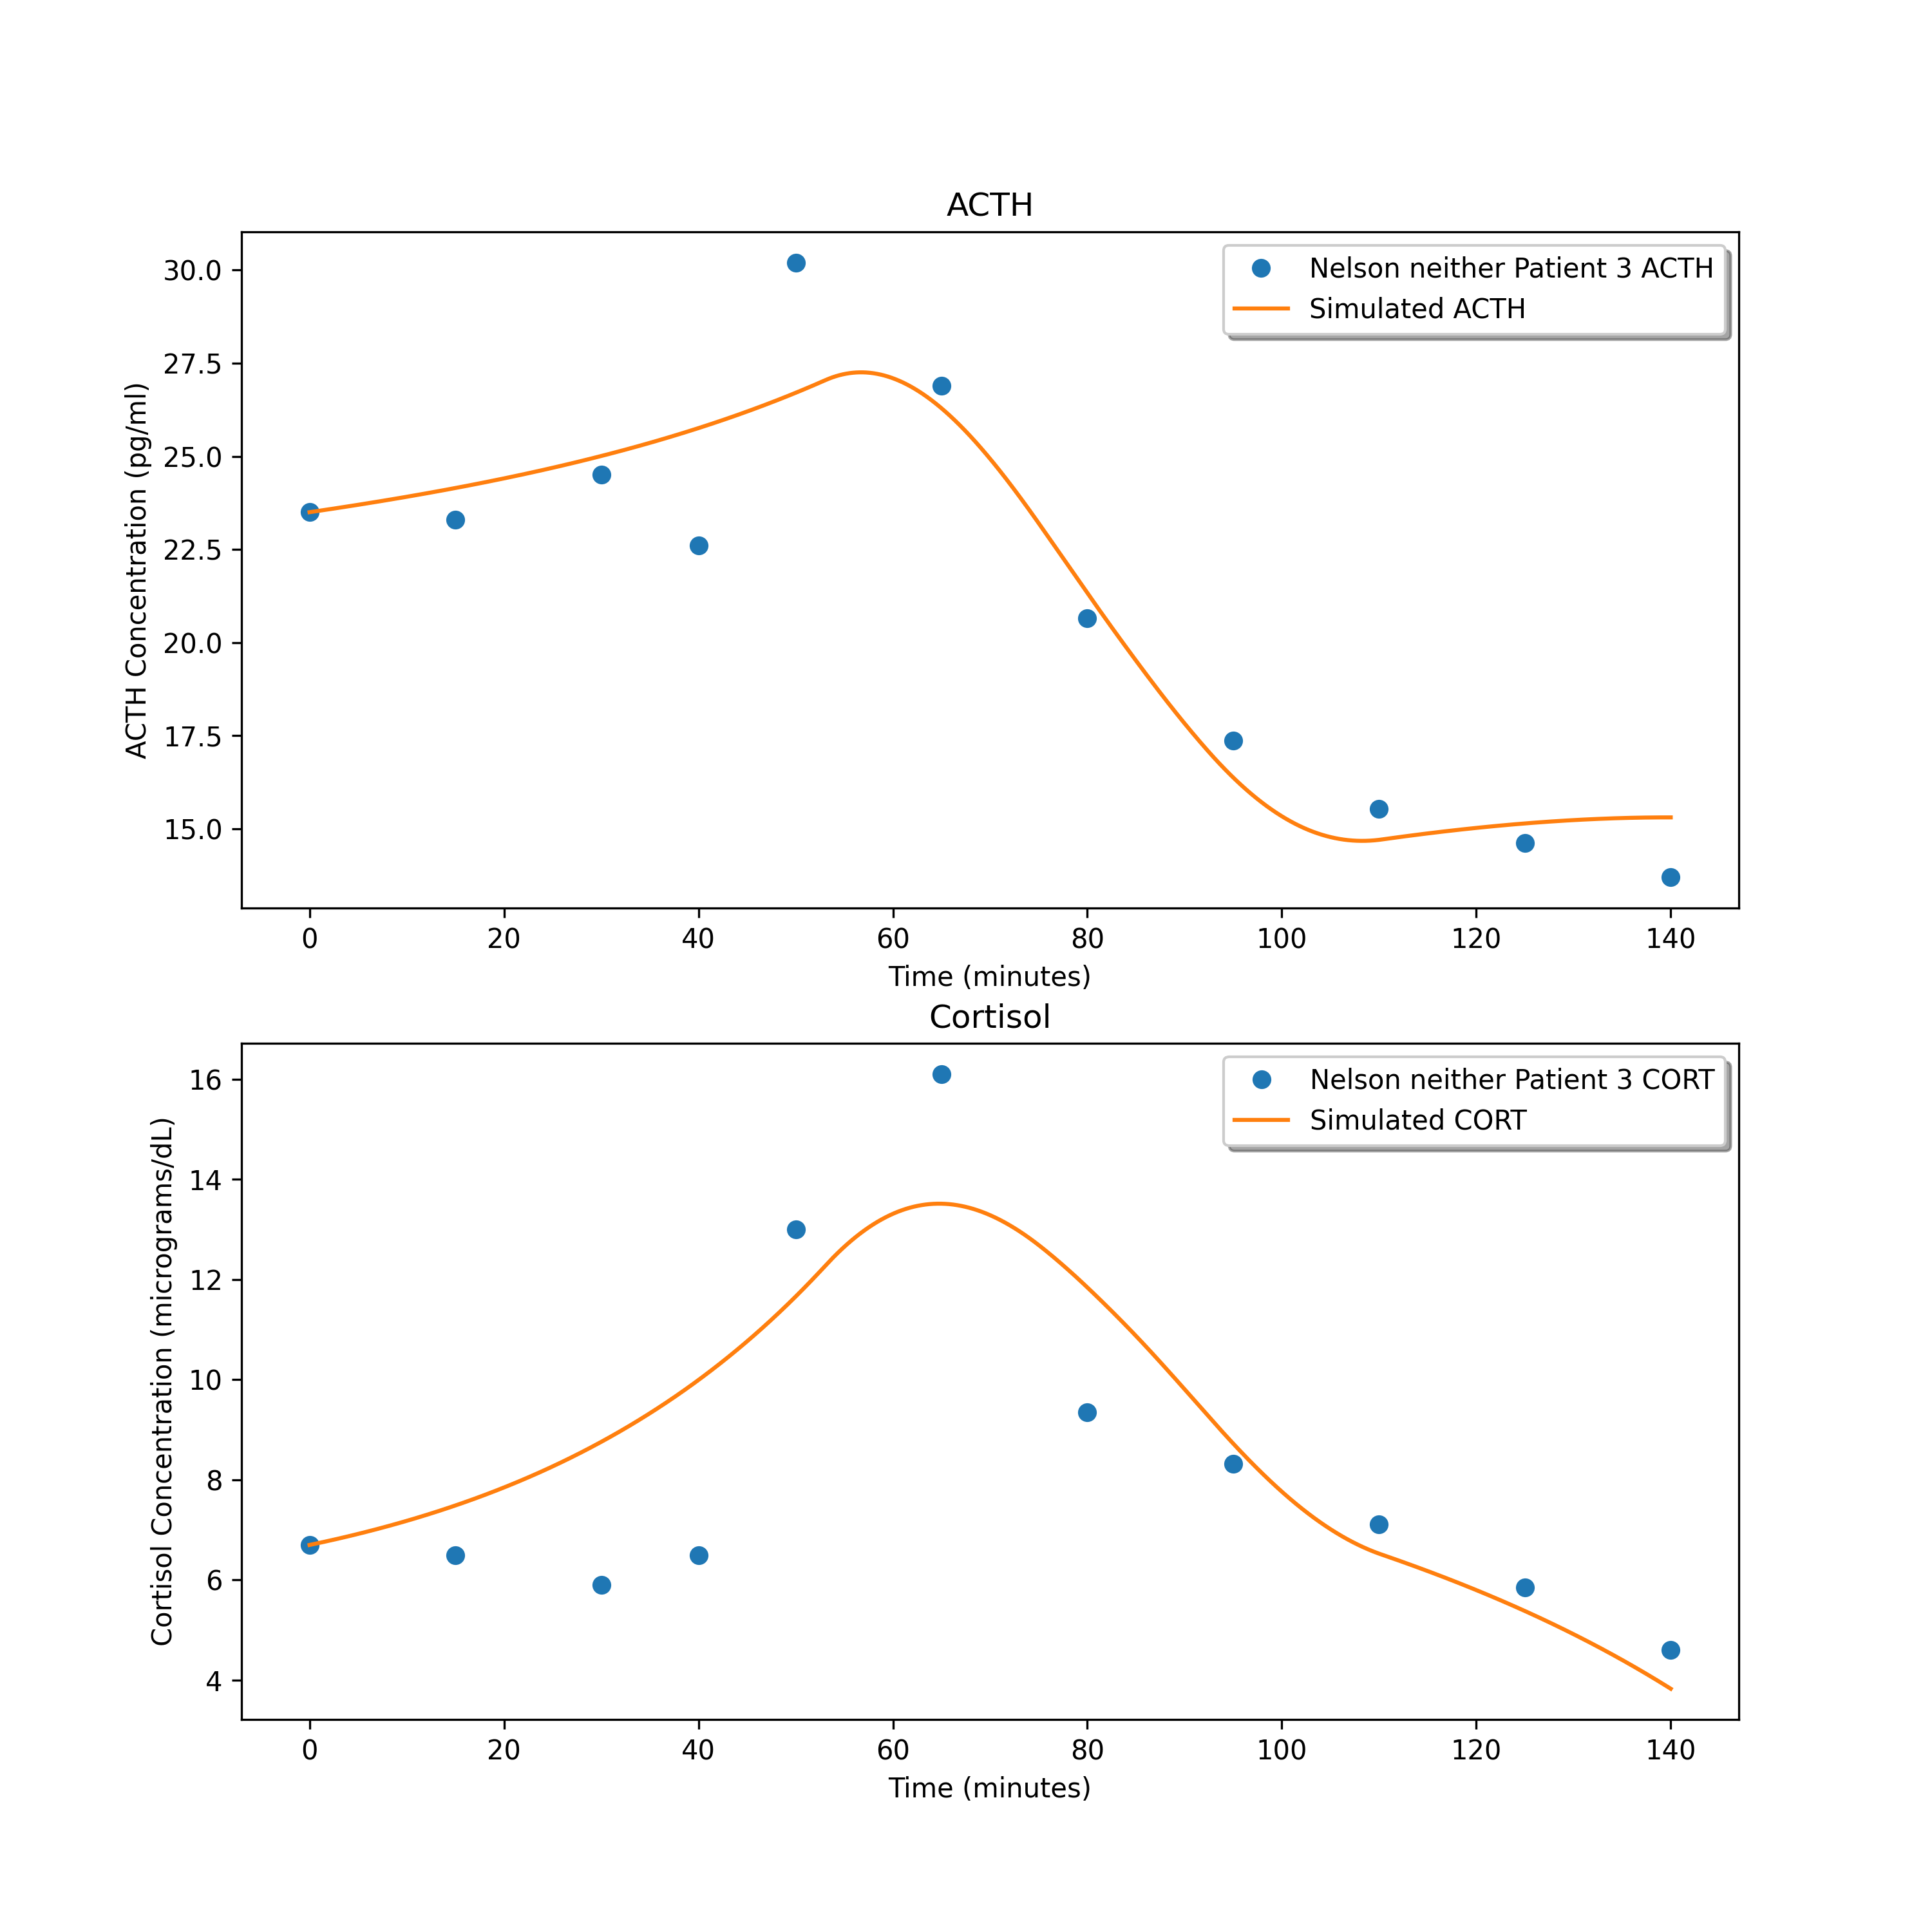 ACTH
30.0
27.5
25.0
22.5
20.0
17.5
15.0
ACTH Concentration (pg/ml)
Nelson neither Patient 3 ACTH
Simulated ACTH
0 20 40 60 80 100 120 140
Time (minutes)
Cortisol
16
14
12
10
8
6
4
Cortisol Concentration (micrograms/dL)
Nelson neither Patient 3 CORT
Simulated CORT
0 20 40 60 80 100 120 140
Time (minutes)